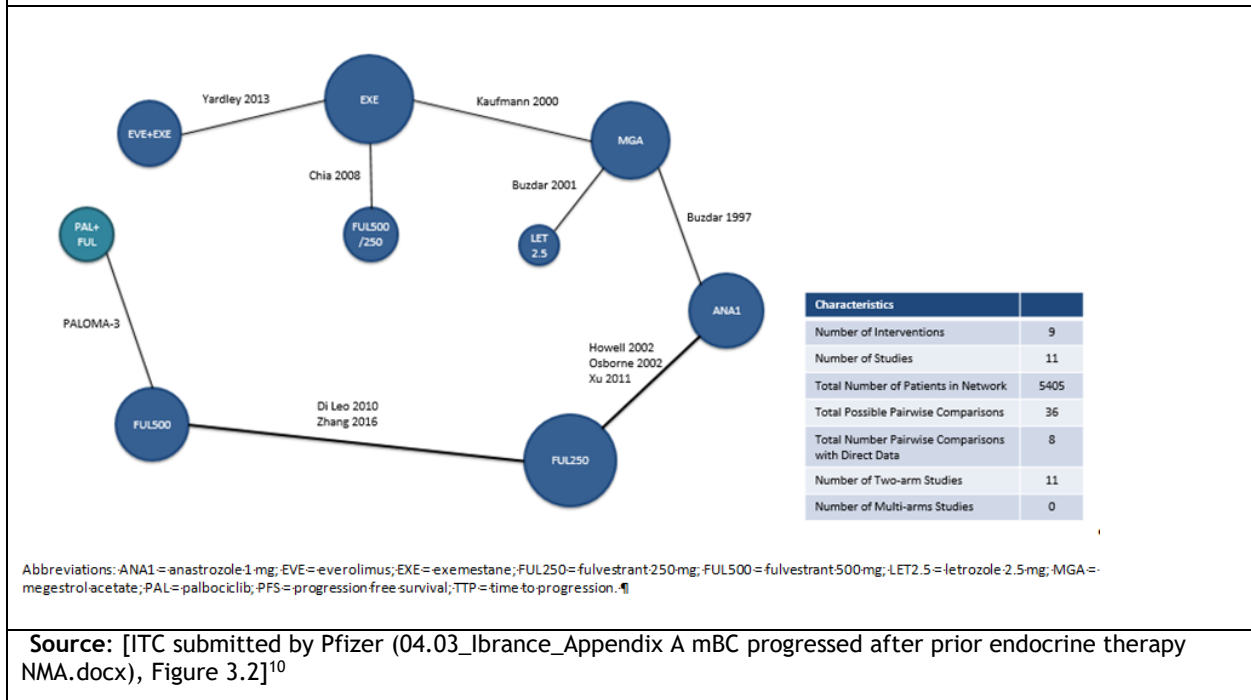 Yardley 2013
EXE
Kaufmann 2000
EVE+EXE
MGA
Chia 2008
Buzdar 2001
Buzdar 1997
PAL+
FUL
FUL500
/250
LET
2.5
ANA1
PALOMA-3
Howell 2002
Osborne 2002
Xu 2011
Di Leo 2010
Zhang 2016
FUL500
FUL250
Characteristics
Number of Interventions 9
Number of Studies 11
Total Number of Patients in Network 5405
Total Possible Pairwise Comparisons 36
Total Number Pairwise Comparisons
with Direct Data 8
Number of Two-arm Studies 11
Number of Multi-arms Studies 0
Abbreviations:·ANA1·=·anastrozole·1·mg;·EVE·=·everolimus;·EXE·=·exemestane;·FUL250·=·fulvestrant·250·mg;·FUL500·=·fulvestrant·500·mg;·LET2.5·=·letrozole·2.5·mg;·MGA·=·
megestrol·acetate;·PAL·=·palbociclib;·PFS·=·progression·free·survival;·TTP·=·time·to·progression.·¶
Source: [ITC submitted by Pfizer (04.03_Ibrance_Appendix A mBC progressed after prior endocrine therapy
NMA.docx), Figure 3.2]10